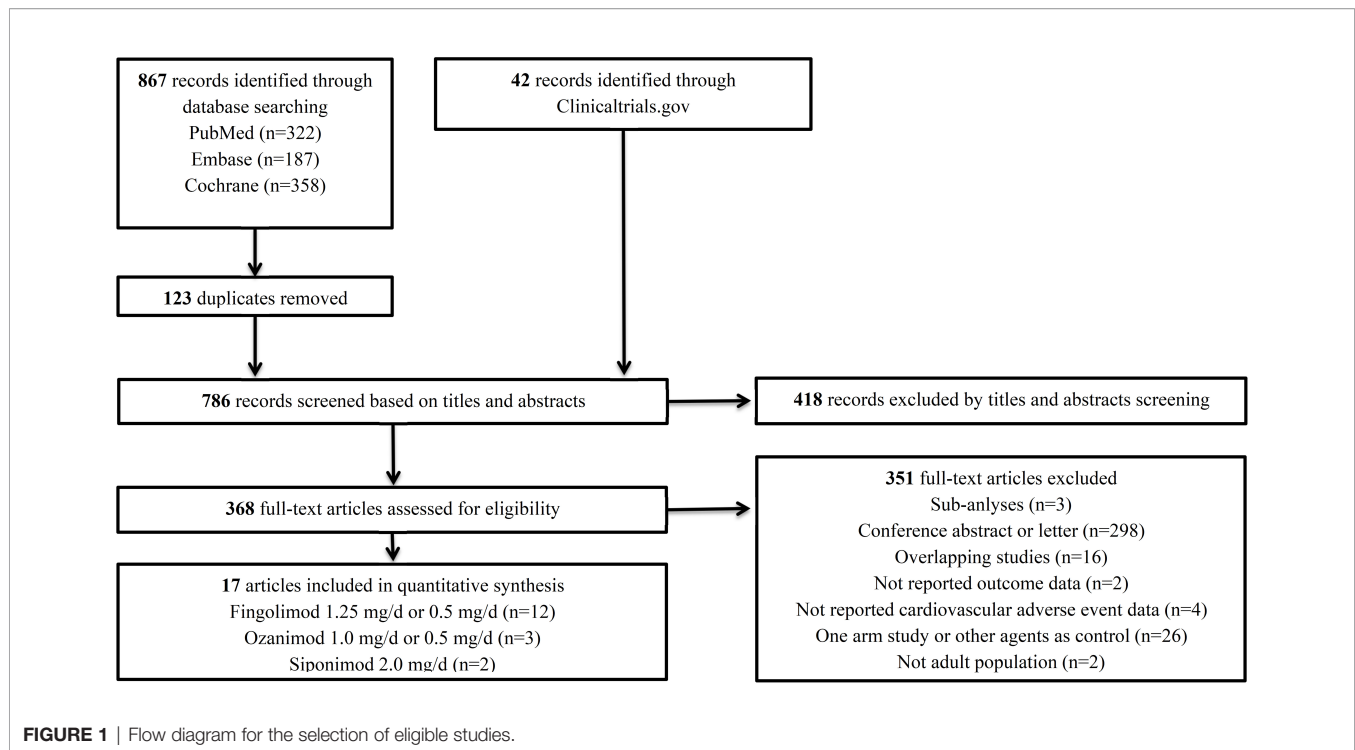 867 records identified through
database searching
PubMed (n=322)
Embase (n=187)
Cochrane (n=358)
42 records identified through
Clinicaltrials.gov
123 duplicates removed
786 records screened based on titles and abstracts
418 records excluded by titles and abstracts screening
368 full-text articles assessed for eligibility
351 full-text articles excluded
Sub-anlyses (n=3)
Conference abstract or letter (n=298)
Overlapping studies (n=16)
Not reported outcome data (n=2)
Not reported cardiovascular adverse event data (n=4)
One arm study or other agents as control (n=26)
Not adult population (n=2)
17 articles included in quantitative synthesis
Fingolimod 1.25 mg/d or 0.5 mg/d (n=12)
Ozanimod 1.0 mg/d or 0.5 mg/d (n=3)
Siponimod 2.0 mg/d (n=2)
FIGURE 1 | Flow diagram for the selection of eligible studies.